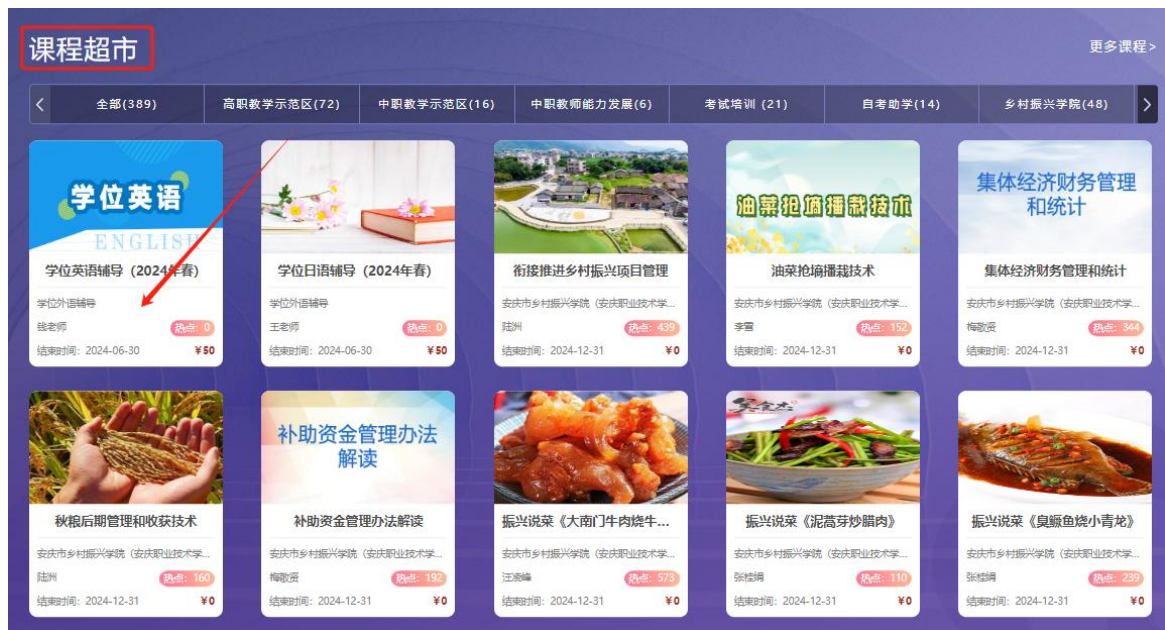 课程超市
更多课程>
全部(389)
高职教学示范区(72)
中职教学示范区(16)
中职教师能力发展(6)
考试培训 (21)
自考助学(14)
乡村振兴学院(48)
学位英语
ENGLISH
学位英语辅导（2024年春)
学位外语辅导
钱老师
热点: 0
结束时间: 2024-06-30
¥50
学位日语辅导（2024年春)
学位外语辅导
王老师
热点: 0
结束时间: 2024-06-30
¥50
衔接推进乡村振兴项目管理
安庆市乡村振兴学院（安庆职业技术学...
陆洲
热点: 439
结束时间: 2024-12-31
¥0
油菜抢墒播栽技术
油菜抢墒播栽技术
安庆市乡村振兴学院（安庆职业技术学...
李雪
热点: 152
结束时间: 2024-12-31
¥0
集体经济财务管理
和统计
集体经济财务管理和统计
安庆市乡村振兴学院（安庆职业技术学...
梅敬贤
热点: 344
结束时间: 2024-12-31
¥0
秋粮后期管理和收获技术
安庆市乡村振兴学院（安庆职业技术学...
陆洲
热点: 160
结束时间: 2024-12-31
¥0
补助资金管理办法
解读
补助资金管理办法解读
安庆市乡村振兴学院（安庆职业技术学...
梅敬贤
热点: 192
结束时间: 2024-12-31
¥0
振兴说菜《大南门牛肉烧牛...
安庆市乡村振兴学院（安庆职业技术学...
汪凌峰
热点: 573
结束时间: 2024-12-31
¥0
振兴说菜《泥蒿芽炒腊肉》
安庆市乡村振兴学院（安庆职业技术学...
张桂娟
热点: 110
结束时间: 2024-12-31
¥0
振兴说菜《臭鳜鱼烧小青龙》
安庆市乡村振兴学院（安庆职业技术学...
张桂娟
热点: 239
结束时间: 2024-12-31
¥0